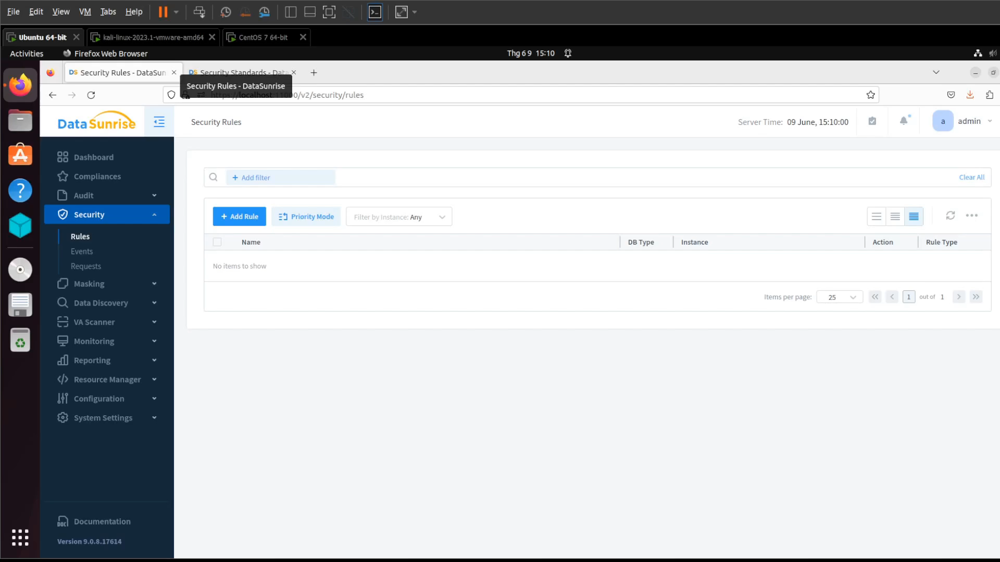 File Edit View VM Tabs Help
Ubuntu 64-bit kali-linux-2023.1-vmware-amd64 CentOS 7 64-bit
Activities Firefox Web Browser Thg 6 9 15:10
DS Security Rules - DataSun DS Security Standards - Data
Security Rules - DataSunrise
https://localhost:11000/v2/security/rules
DataSunrise
Security Rules
Server Time: 09 June, 15:10:00
a admin
Dashboard
Compliances
Audit
Security
Rules
Events
Requests
Masking
Data Discovery
VA Scanner
Monitoring
Reporting
Resource Manager
Configuration
System Settings
DOC Documentation
Version 9.0.8.17614
+ Add filter
Clear All
+ Add Rule Priority Mode Filter by Instance: Any
Name DB Type Instance Action Rule Type
No items to show
Items per page: 25 1 out of 1